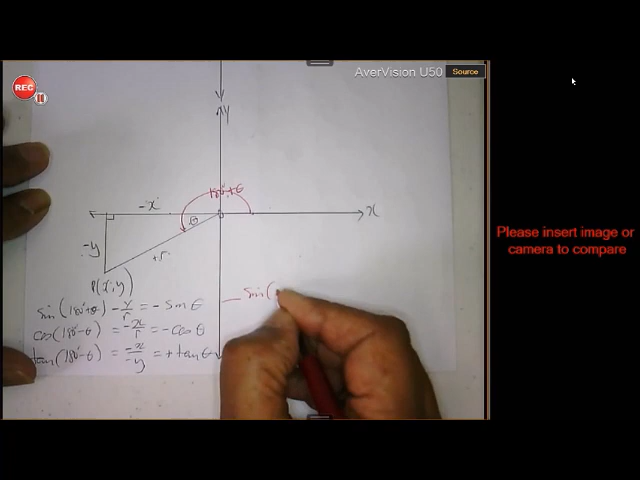 AverVision U50
Source
REC
y
-x
180°+θ
θ
x
-y
+r
P(x,y)
Please insert image or
camera to compare
sin(180°+θ) -y/r = -sin θ
sin(
cos(180°-θ) = -x/r = -cos θ
tan(180°-θ) = -x/-y = +tan θ